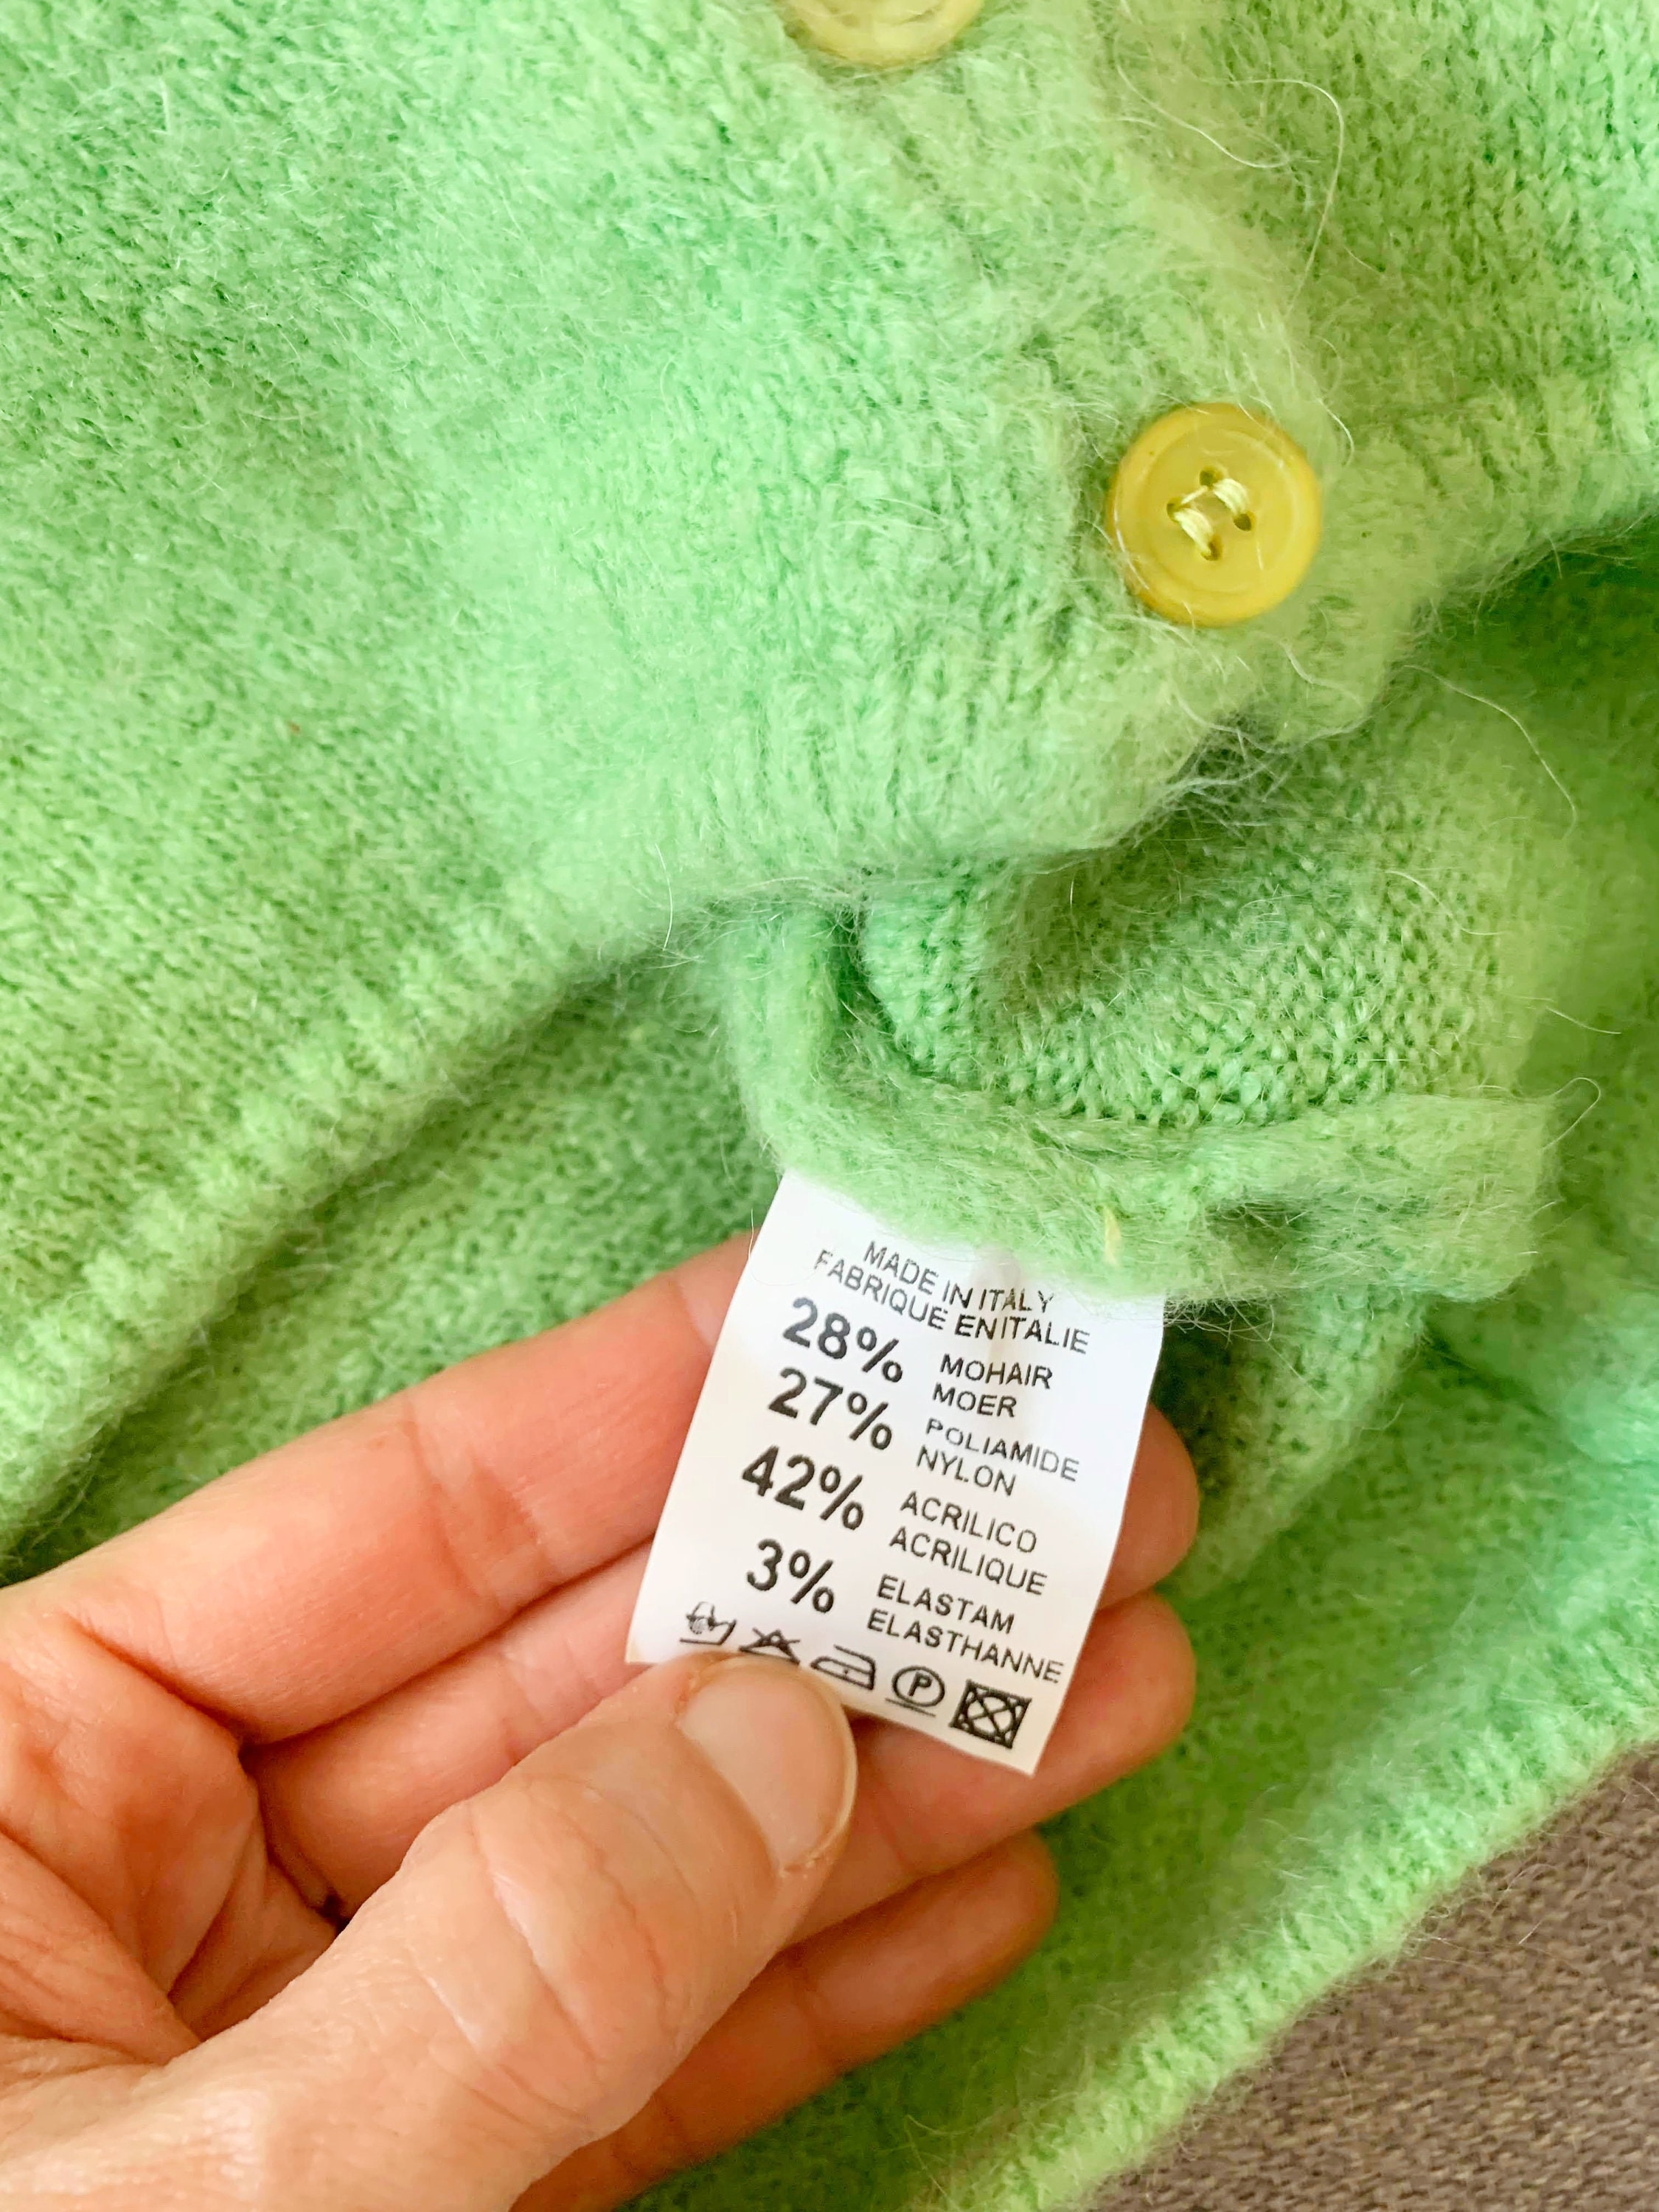 MADE IN ITALY
FABRIQUE EN ITALIE
28% MOHAIR
MOER
27% POLIAMIDE
NYLON
42% ACRILICO
ACRILIQUE
3% ELASTAM
ELASTHANNE
P